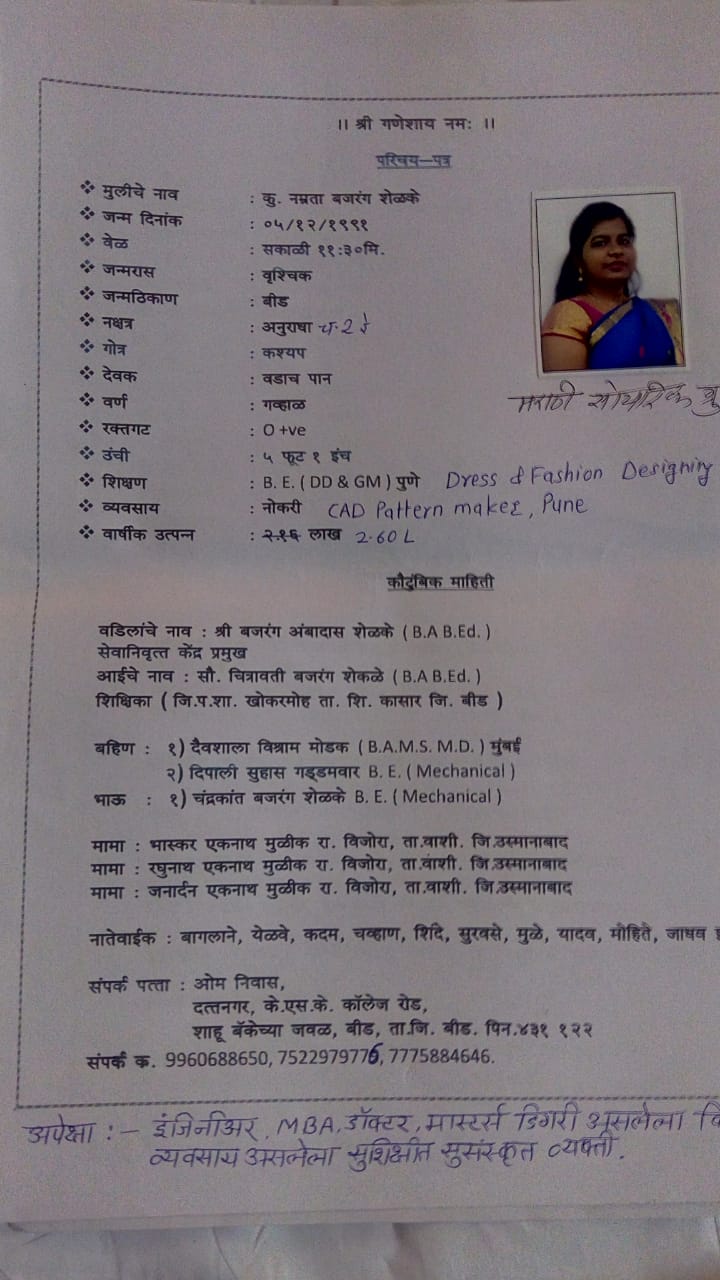 ।। श्री गणेशाय नमः ।।
परिचय–पत्र
❖ मुलीचे नाव : कु. नम्रता बजरंग शेळके
❖ जन्म दिनांक : ०५/१२/१९९१
❖ वेळ : सकाळी ११:३०मि.
❖ जन्मरास : वृश्चिक
❖ जन्मठिकाण : बीड
❖ नक्षत्र : अनुराधा च-2 रे
❖ गोत्र : कश्यप
❖ देवक : वडाच पान
❖ वर्ण : गव्हाळ
❖ रक्तगट : O +ve
❖ उंची : ५ फूट १ इंच
❖ शिक्षण : B. E. ( DD & GM ) पुणे Dress & Fashion Designing
❖ व्यवसाय : नोकरी CAD Pattern maker, Pune
❖ वार्षीक उत्पन्न : २.१६ लाख 2.60 L
मराठी सोयारिक
कौटुंबिक माहिती
वडिलांचे नाव : श्री बजरंग अंबादास शेळके ( B.A B.Ed. )
सेवानिवृत्त केंद्र प्रमुख
आईचे नाव : सौ. चित्रावती बजरंग शेकळे ( B.A B.Ed. )
शिक्षिका ( जि.प.शा. खोकरमोह ता. शि. कासार जि. बीड )
बहिण : १) दैवशाला विश्राम मोडक ( B.A.M.S. M.D. ) मुंबई
२) दिपाली सुहास गड्डमवार B. E. ( Mechanical )
भाऊ : १) चंद्रकांत बजरंग शेळके B. E. ( Mechanical )
मामा : भास्कर एकनाथ मुळीक रा. विजोरा, ता.वाशी. जि.उस्मानाबाद
मामा : रघुनाथ एकनाथ मुळीक रा. विजोरा, ता.वाशी. जि.उस्मानाबाद
मामा : जनार्दन एकनाथ मुळीक रा. विजोरा, ता.वाशी. जि.उस्मानाबाद
नातेवाईक : बागलाने, येळवे, कदम, चव्हाण, शिंदे, सुरवसे, मुळे, यादव, मोहिते, जाधव
संपर्क पत्ता : ओम निवास,
दत्तनगर, के.एस.के. कॉलेज रोड,
शाहू बॅकेच्या जवळ, बीड, ता.जि. बीड. पिन.४३१ १२२
संपर्क क. 9960688650, 7522979776, 7775884646.
अपेक्षा :– इंजिनीअर, MBA, डॉक्टर, मास्टर्स डिगरी असलेला
व्यवसाय असलेला सुशिक्षीत सुसंस्कृत व्यक्ती.